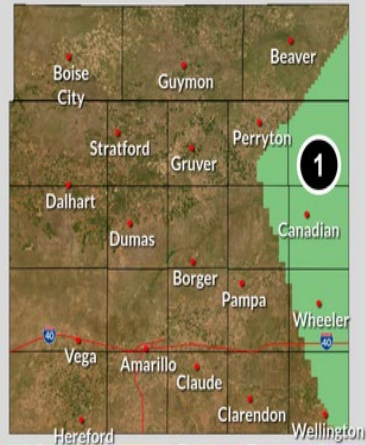 Beaver
Boise
City
Guymon
Perryton
Stratford
Gruver
1
Dalhart
Canadian
Dumas
Borger
Pampa
Wheeler
40
40
Vega
Amarillo
Claude
Clarendon
Wellington
Hereford